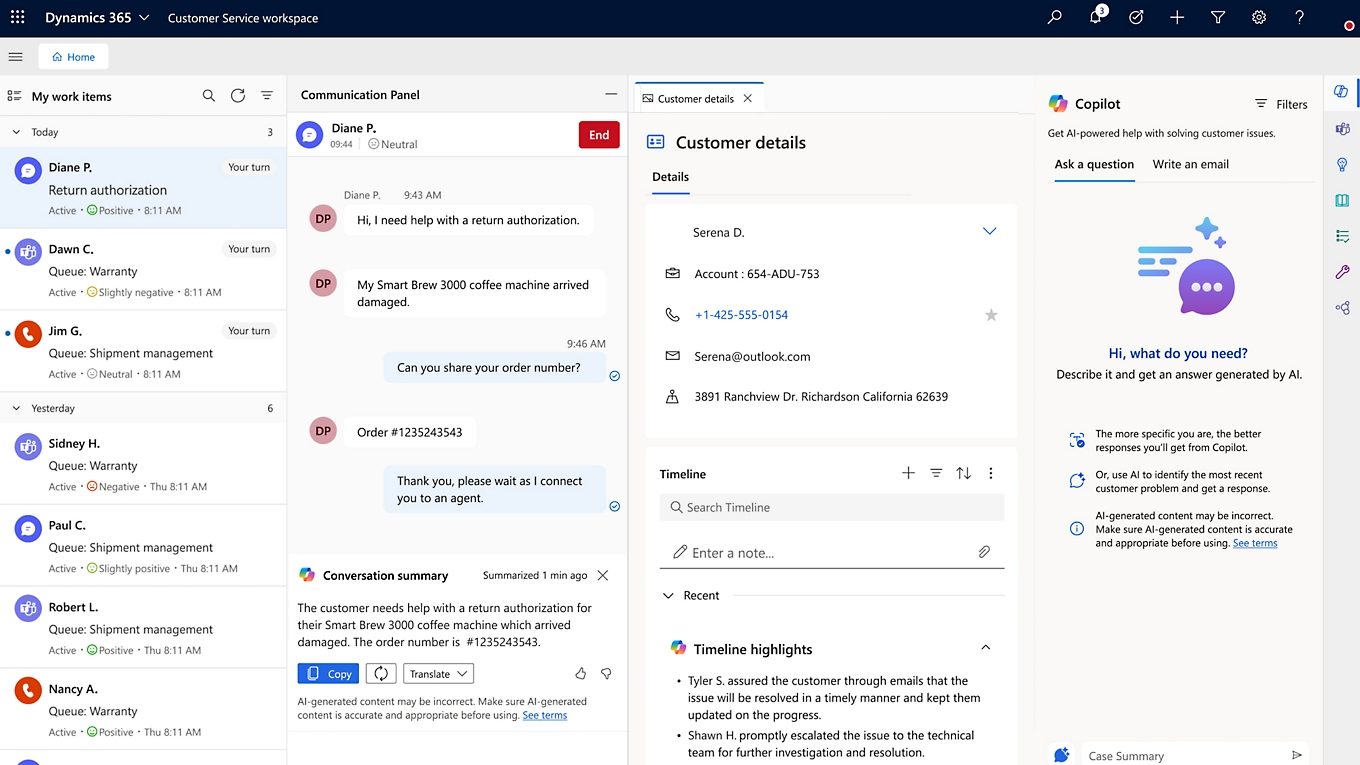 Dynamics 365
Customer Service workspace
3
Home
My work items
Today
3
Diane P.
Your turn
Return authorization
Active • Positive • 8:11 AM
Dawn C.
Your turn
Queue: Warranty
Active • Slightly negative • 8:11 AM
Jim G.
Your turn
Queue: Shipment management
Active • Neutral • 8:11 AM
Yesterday
6
Sidney H.
Queue: Warranty
Active • Negative • Thu 8:11 AM
Paul C.
Queue: Shipment management
Active • Slightly positive • Thu 8:11 AM
Robert L.
Queue: Shipment management
Active • Positive • Thu 8:11 AM
Nancy A.
Queue: Warranty
Active • Positive • Thu 8:11 AM
Communication Panel
Diane P.
09:44
Neutral
End
Diane P. 9:43 AM
DP
Hi, I need help with a return authorization.
DP
My Smart Brew 3000 coffee machine arrived
damaged.
9:46 AM
Can you share your order number?
DP
Order #1235243543
Thank you, please wait as I connect
you to an agent.
Conversation summary
Summarized 1 min ago
The customer needs help with a return authorization for
their Smart Brew 3000 coffee machine which arrived
damaged. The order number is #1235243543.
Copy
Translate
AI-generated content may be incorrect. Make sure AI-generated
content is accurate and appropriate before using. See terms
Customer details
Customer details
Details
Serena D.
Account : 654-ADU-753
+1-425-555-0154
Serena@outlook.com
3891 Ranchview Dr. Richardson California 62639
Timeline
Search Timeline
Enter a note...
Recent
Timeline highlights
• Tyler S. assured the customer through emails that the
issue will be resolved in a timely manner and kept them
updated on the progress.
• Shawn H. promptly escalated the issue to the technical
team for further investigation and resolution.
Copilot
Filters
Get AI-powered help with solving customer issues.
Ask a question
Write an email
Hi, what do you need?
Describe it and get an answer generated by AI.
The more specific you are, the better
responses you'll get from Copilot.
Or, use AI to identify the most recent
customer problem and get a response.
AI-generated content may be incorrect.
Make sure AI-generated content is accurate
and appropriate before using. See terms
Case Summary